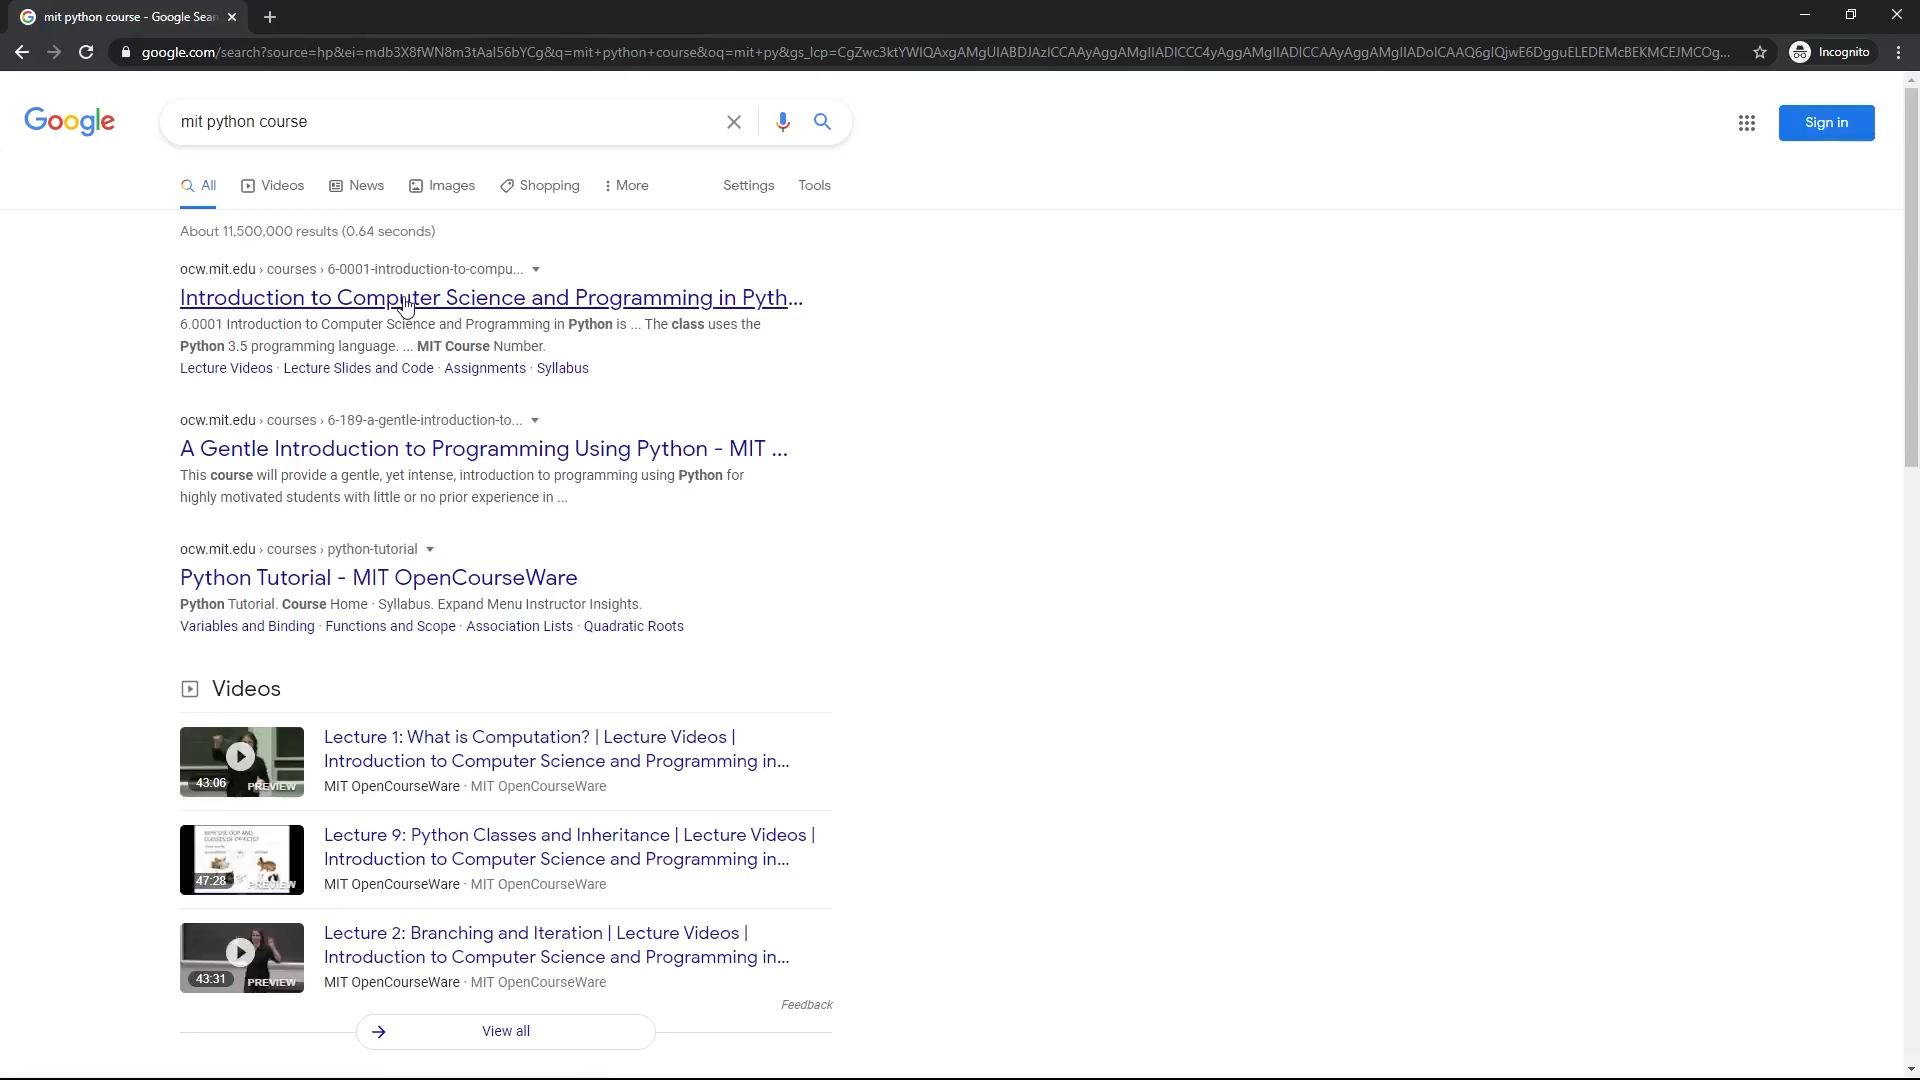 mit python course - Google Sear
google.com/search?source=hp&ei=mdb3X8fWN8m3tAal56bYCg&q=mit+python+course&oq=mit+py&gs_lcp=CgZwc3ktYWIQAxgAMgUIABDJAzICCAAyAggAMgIIADICCC4yAggAMgIIADICCAAyAggAMgIIADoICAAQ6gIQjwE6DgguELEDEMcBEKMCEJMCOg...
Incognito
Google
mit python course
Sign in
All
Videos
News
Images
Shopping
More
Settings
Tools
About 11,500,000 results (0.64 seconds)
ocw.mit.edu › courses › 6-0001-introduction-to-compu...
Introduction to Computer Science and Programming in Pyth...
6.0001 Introduction to Computer Science and Programming in Python is ... The class uses the
Python 3.5 programming language. ... MIT Course Number.
Lecture Videos · Lecture Slides and Code · Assignments · Syllabus
ocw.mit.edu › courses › 6-189-a-gentle-introduction-to...
A Gentle Introduction to Programming Using Python - MIT ...
This course will provide a gentle, yet intense, introduction to programming using Python for
highly motivated students with little or no prior experience in ...
ocw.mit.edu › courses › python-tutorial
Python Tutorial - MIT OpenCourseWare
Python Tutorial. Course Home · Syllabus. Expand Menu Instructor Insights.
Variables and Binding · Functions and Scope · Association Lists · Quadratic Roots
Videos
43:06
PREVIEW
Lecture 1: What is Computation? | Lecture Videos |
Introduction to Computer Science and Programming in...
MIT OpenCourseWare · MIT OpenCourseWare
47:28
PREVIEW
Lecture 9: Python Classes and Inheritance | Lecture Videos |
Introduction to Computer Science and Programming in...
MIT OpenCourseWare · MIT OpenCourseWare
43:31
PREVIEW
Lecture 2: Branching and Iteration | Lecture Videos |
Introduction to Computer Science and Programming in...
MIT OpenCourseWare · MIT OpenCourseWare
Feedback
View all